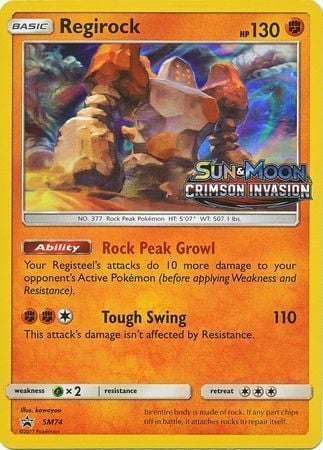 BASIC Regirock HP 130
SUN & MOON
CRIMSON INVASION
NO. 377 Rock Peak Pokémon HT: 5'07" WT: 507.1 lbs.
Ability Rock Peak Growl
Your Registeel's attacks do 10 more damage to your
opponent's Active Pokémon (before applying Weakness and
Resistance).
Tough Swing 110
This attack's damage isn't affected by Resistance.
weakness ×2 resistance retreat
illus. kawayoo
PROMO SM74
©2017 Pokémon
Its entire body is made of rock. If any part chips
off in battle, it attaches rocks to repair itself.